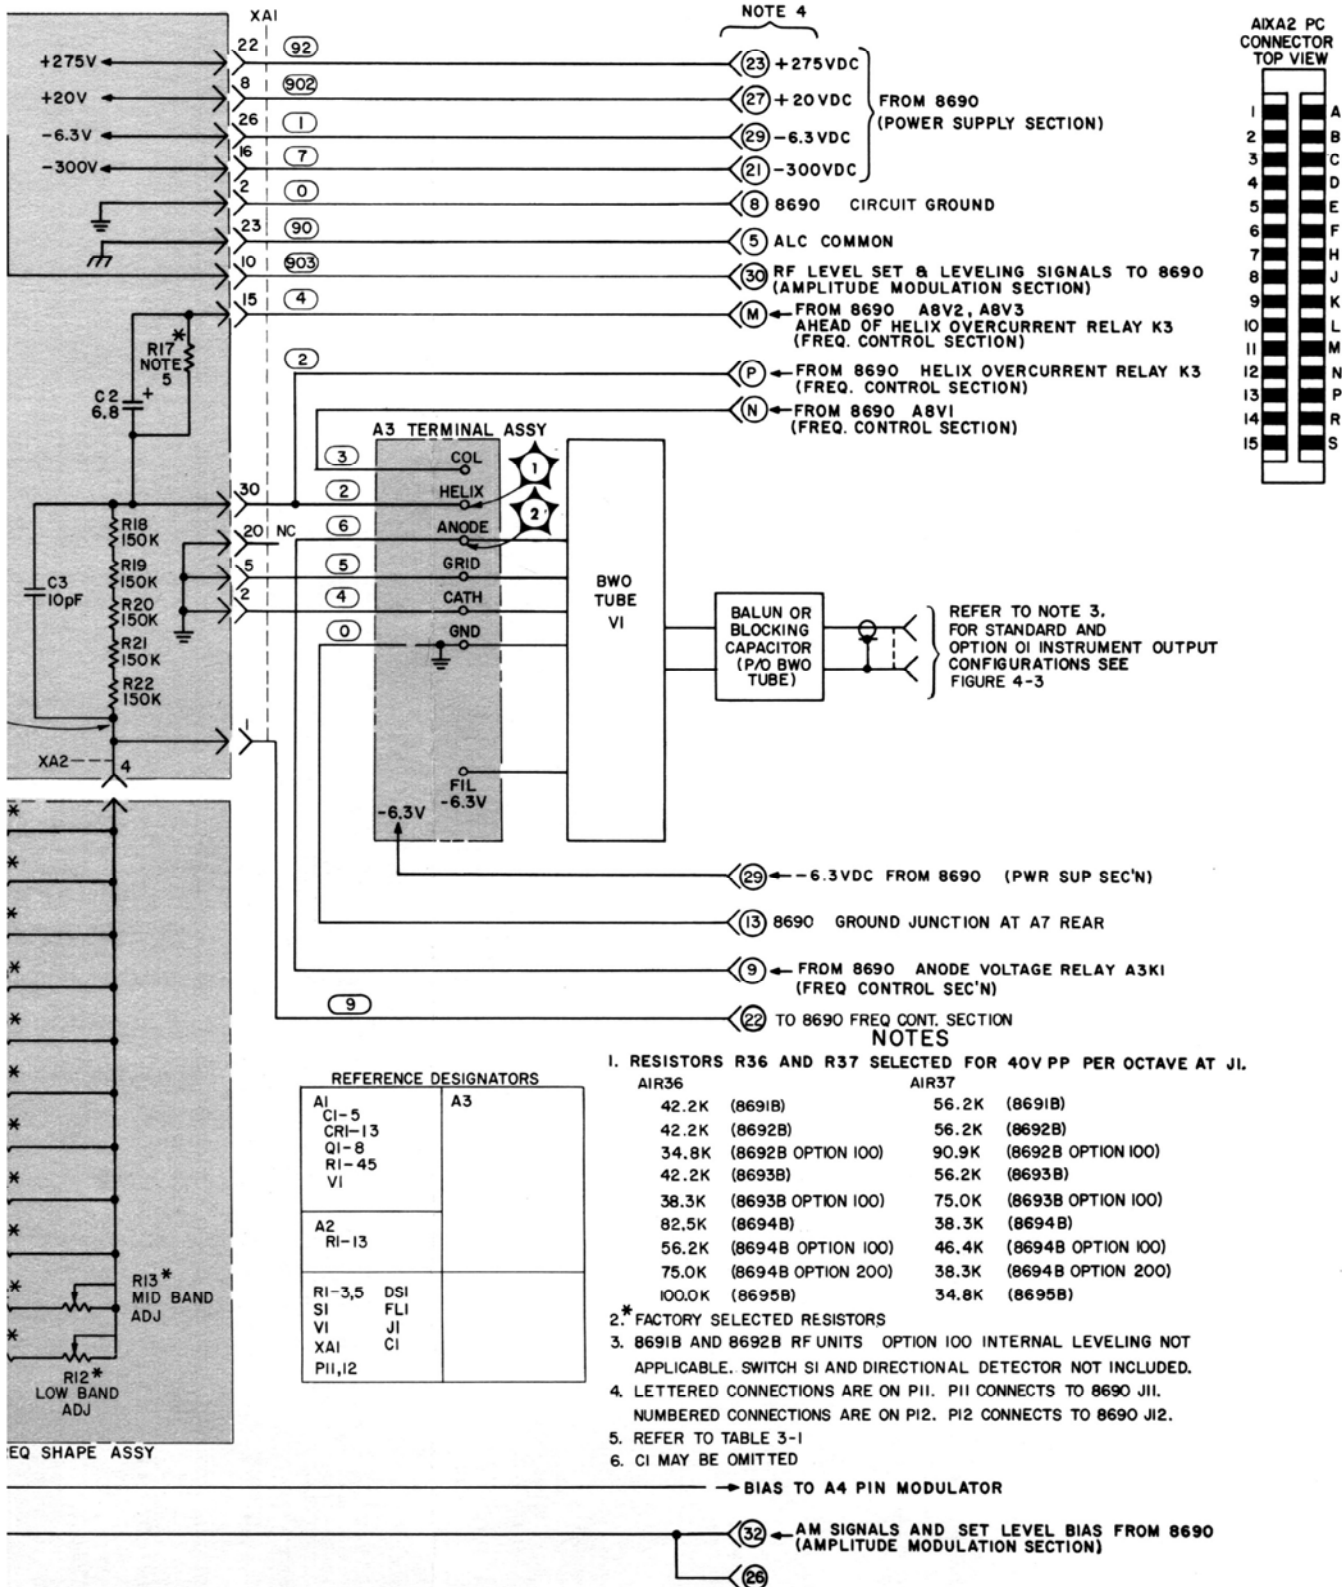 XA1
NOTE 4
A1XA2 PC
CONNECTOR
TOP VIEW
+275V 22 92 23 +275VDC
+20V 8 902 27 +20VDC
-6.3V 26 1 29 -6.3VDC
-300V 16 7 21 -300VDC
FROM 8690
(POWER SUPPLY SECTION)
2 0 8 8690 CIRCUIT GROUND
23 90 5 ALC COMMON
10 903 30 RF LEVEL SET & LEVELING SIGNALS TO 8690
(AMPLITUDE MODULATION SECTION)
15 4 M FROM 8690 A8V2, A8V3
AHEAD OF HELIX OVERCURRENT RELAY K3
(FREQ. CONTROL SECTION)
2 P FROM 8690 HELIX OVERCURRENT RELAY K3
(FREQ. CONTROL SECTION)
N FROM 8690 A8V1
(FREQ. CONTROL SECTION)
1 A
2 B
3 C
4 D
5 E
6 F
7 H
8 J
9 K
10 L
11 M
12 N
13 P
14 R
15 S
*
R17
NOTE
5
C2 +
6.8
A3 TERMINAL ASSY
3 COL 1
30 2 HELIX 2
20 NC 6 ANODE
5 5 GRID
2 4 CATH
0 GND
R18
150K
R19
150K
R20
150K
R21
150K
R22
150K
C3
10pF
1
XA2
4
FIL
-6.3V
-6.3V
BWO
TUBE
V1
BALUN OR
BLOCKING
CAPACITOR
(P/O BWO
TUBE)
REFER TO NOTE 3.
FOR STANDARD AND
OPTION 01 INSTRUMENT OUTPUT
CONFIGURATIONS SEE
FIGURE 4-3
29 -6.3VDC FROM 8690 (PWR SUP SEC'N)
13 8690 GROUND JUNCTION AT A7 REAR
9 FROM 8690 ANODE VOLTAGE RELAY A3K1
(FREQ CONTROL SEC'N)
9 22 TO 8690 FREQ CONT. SECTION
*
*
*
*
*
*
*
*
*
*
*
R13*
MID BAND
ADJ
R12*
LOW BAND
ADJ
EQ SHAPE ASSY
REFERENCE DESIGNATORS
A1 A3
C1-5
CR1-13
Q1-8
R1-45
V1
A2
R1-13
R1-3,5 DS1
S1 FL1
V1 J1
XA1 C1
P11,12
NOTES
1. RESISTORS R36 AND R37 SELECTED FOR 40V PP PER OCTAVE AT J1.
A1R36 A1R37
42.2K (8691B) 56.2K (8691B)
42.2K (8692B) 56.2K (8692B)
34.8K (8692B OPTION 100) 90.9K (8692B OPTION 100)
42.2K (8693B) 56.2K (8693B)
38.3K (8693B OPTION 100) 75.0K (8693B OPTION 100)
82.5K (8694B) 38.3K (8694B)
56.2K (8694B OPTION 100) 46.4K (8694B OPTION 100)
75.0K (8694B OPTION 200) 38.3K (8694B OPTION 200)
100.0K (8695B) 34.8K (8695B)
2.* FACTORY SELECTED RESISTORS
3. 8691B AND 8692B RF UNITS OPTION 100 INTERNAL LEVELING NOT
APPLICABLE. SWITCH S1 AND DIRECTIONAL DETECTOR NOT INCLUDED.
4. LETTERED CONNECTIONS ARE ON P11. P11 CONNECTS TO 8690 J11.
NUMBERED CONNECTIONS ARE ON P12. P12 CONNECTS TO 8690 J12.
5. REFER TO TABLE 3-1
6. C1 MAY BE OMITTED
BIAS TO A4 PIN MODULATOR
32 AM SIGNALS AND SET LEVEL BIAS FROM 8690
(AMPLITUDE MODULATION SECTION)
26